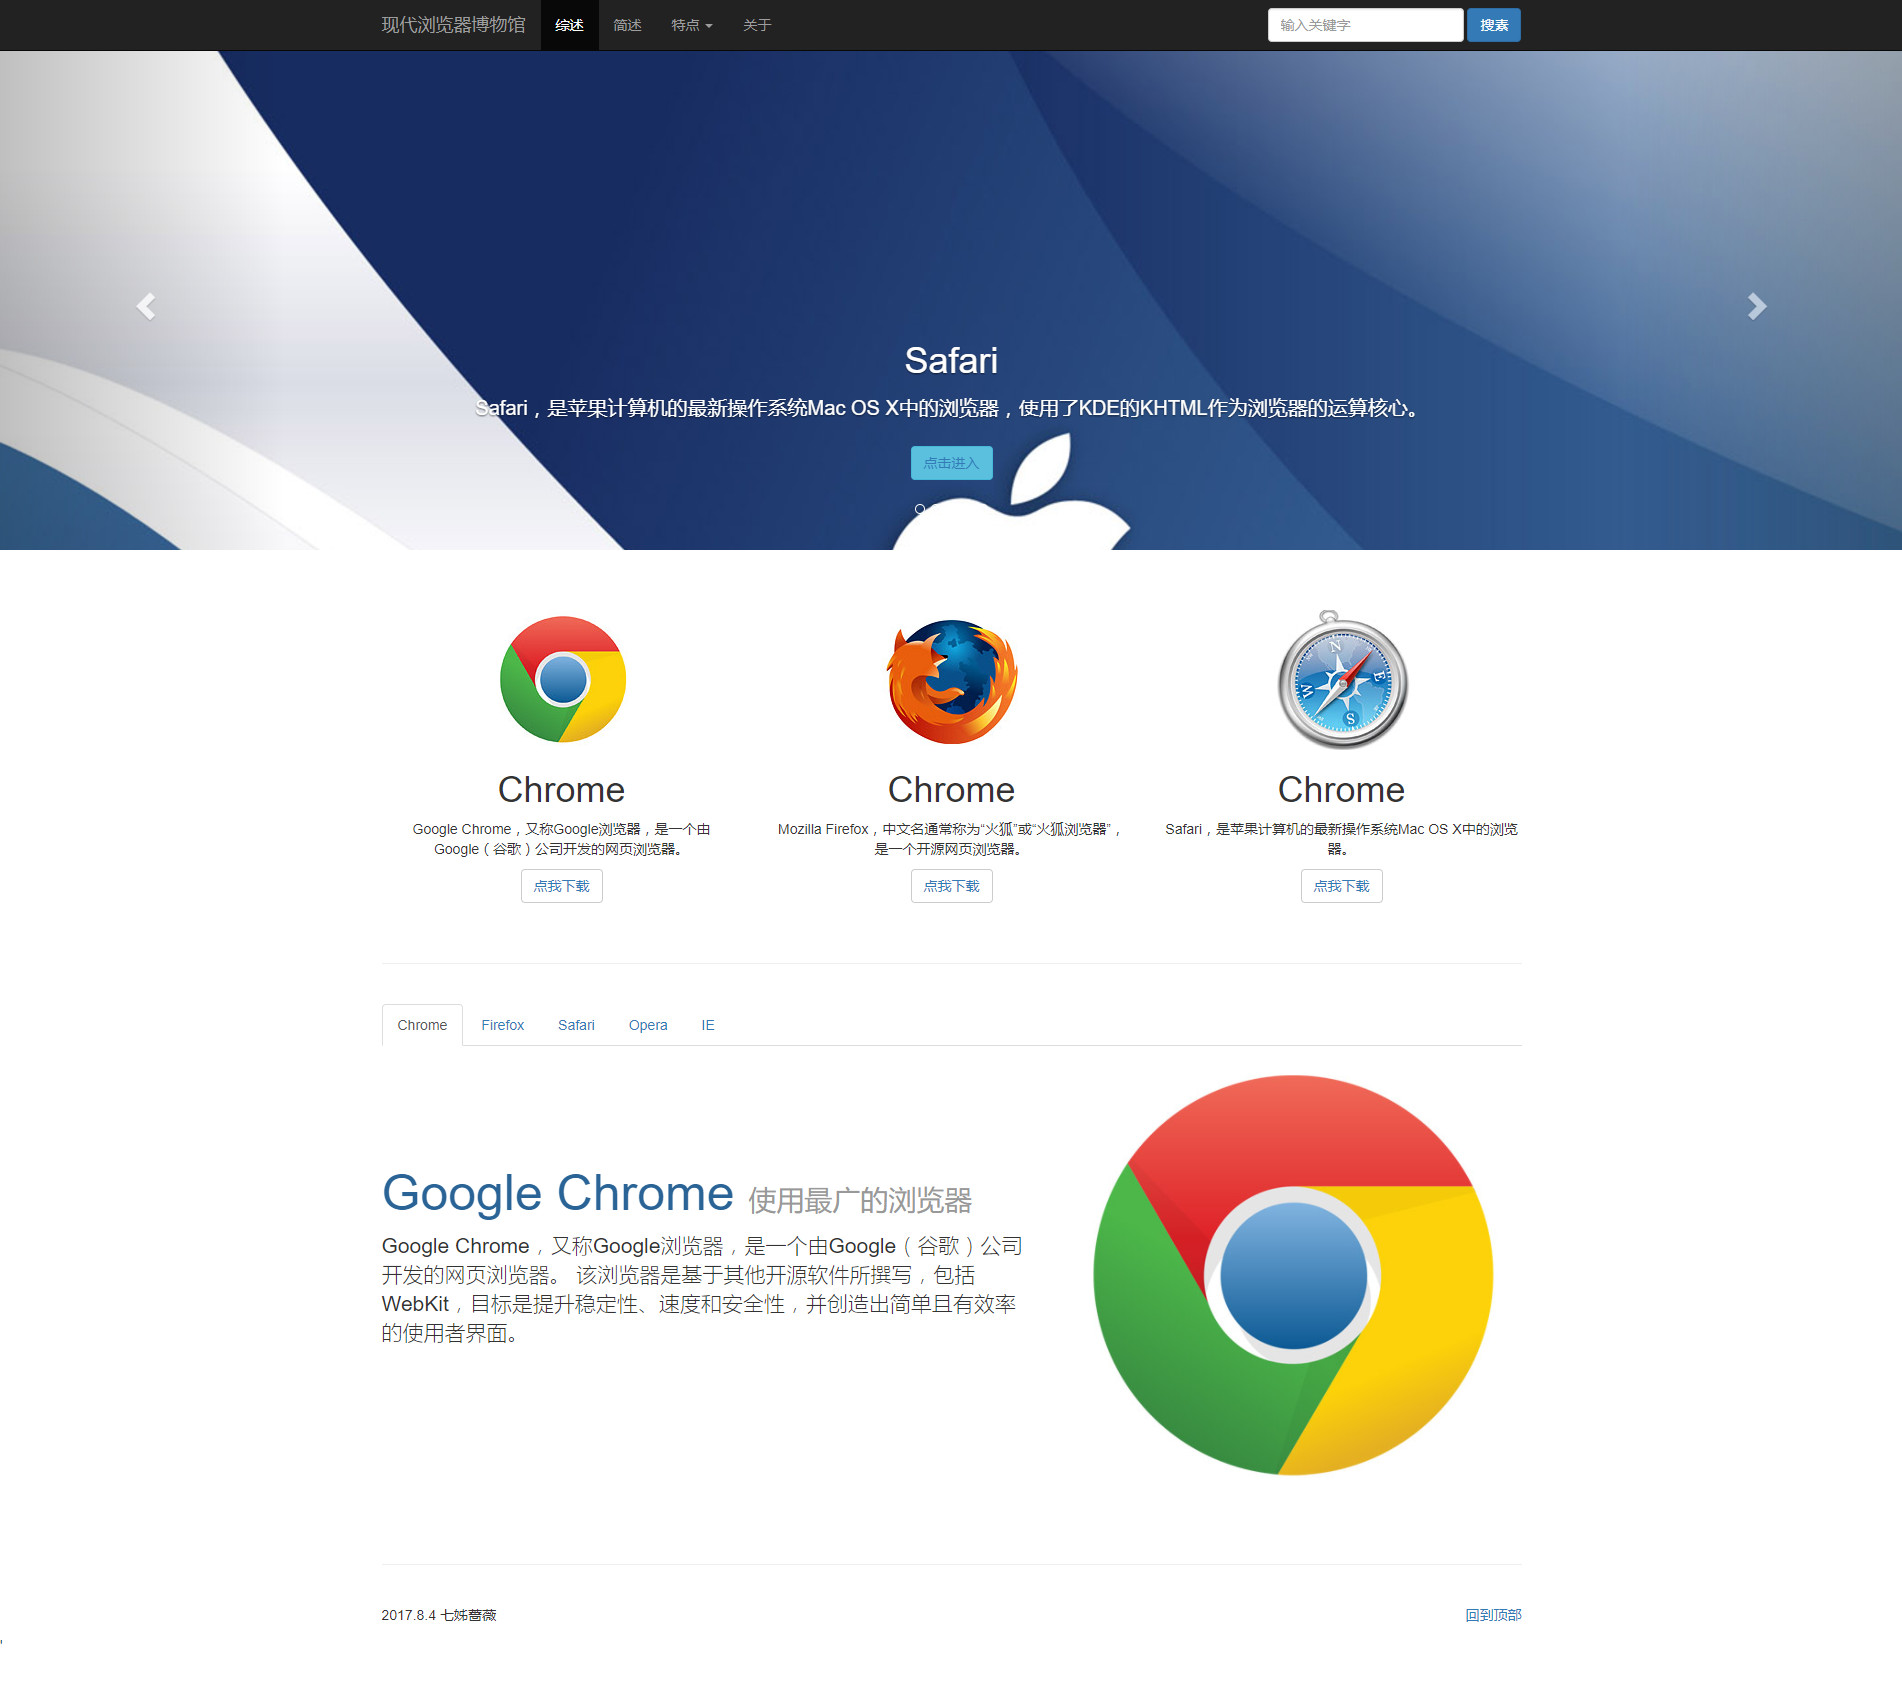 现代浏览器博物馆 综述 简述 特点 关于 输入关键字 搜素
Safari
Safari，是苹果计算机的最新操作系统Mac OS X中的浏览器，使用了KDE的KHTML作为浏览器的运算核心。
点击进入
N
E
S
W
Chrome
Google Chrome，又称Google浏览器，是一个由
Google（谷歌）公司开发的网页浏览器。
点我下载
Chrome
Mozilla Firefox，中文名通常称为“火狐”或“火狐浏览器”，
是一个开源网页浏览器。
点我下载
Chrome
Safari，是苹果计算机的最新操作系统Mac OS X中的浏览
器。
点我下载
Chrome Firefox Safari Opera IE
Google Chrome 使用最广的浏览器
Google Chrome，又称Google浏览器，是一个由Google（谷歌）公司
开发的网页浏览器。 该浏览器是基于其他开源软件所撰写，包括
WebKit，目标是提升稳定性、速度和安全性，并创造出简单且有效率
的使用者界面。
2017.8.4 七姊蔷薇 回到顶部
'